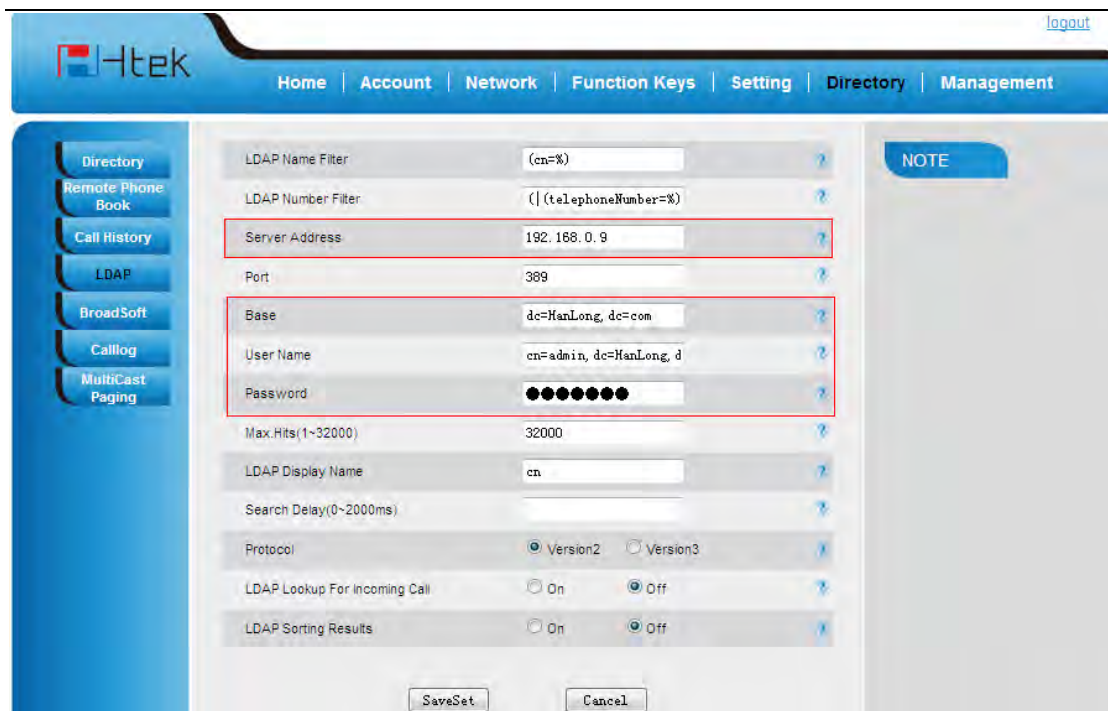 logout
Htek
Home | Account | Network | Function Keys | Setting | Directory | Management
Directory
Remote Phone
Book
Call History
LDAP
BroadSoft
Calllog
MultiCast
Paging
LDAP Name Filter (cn=%) ?
LDAP Number Filter (|(telephoneNumber=%) ?
Server Address 192.168.0.9 ?
Port 389 ?
Base dc=HanLong,dc=com ?
User Name cn=admin,dc=HanLong,d ?
Password ●●●●●●● ?
Max.Hits(1~32000) 32000 ?
LDAP Display Name cn ?
Search Delay(0~2000ms) ?
Protocol Version2 Version3 ?
LDAP Lookup For Incoming Call On Off ?
LDAP Sorting Results On Off ?
SaveSet Cancel
NOTE